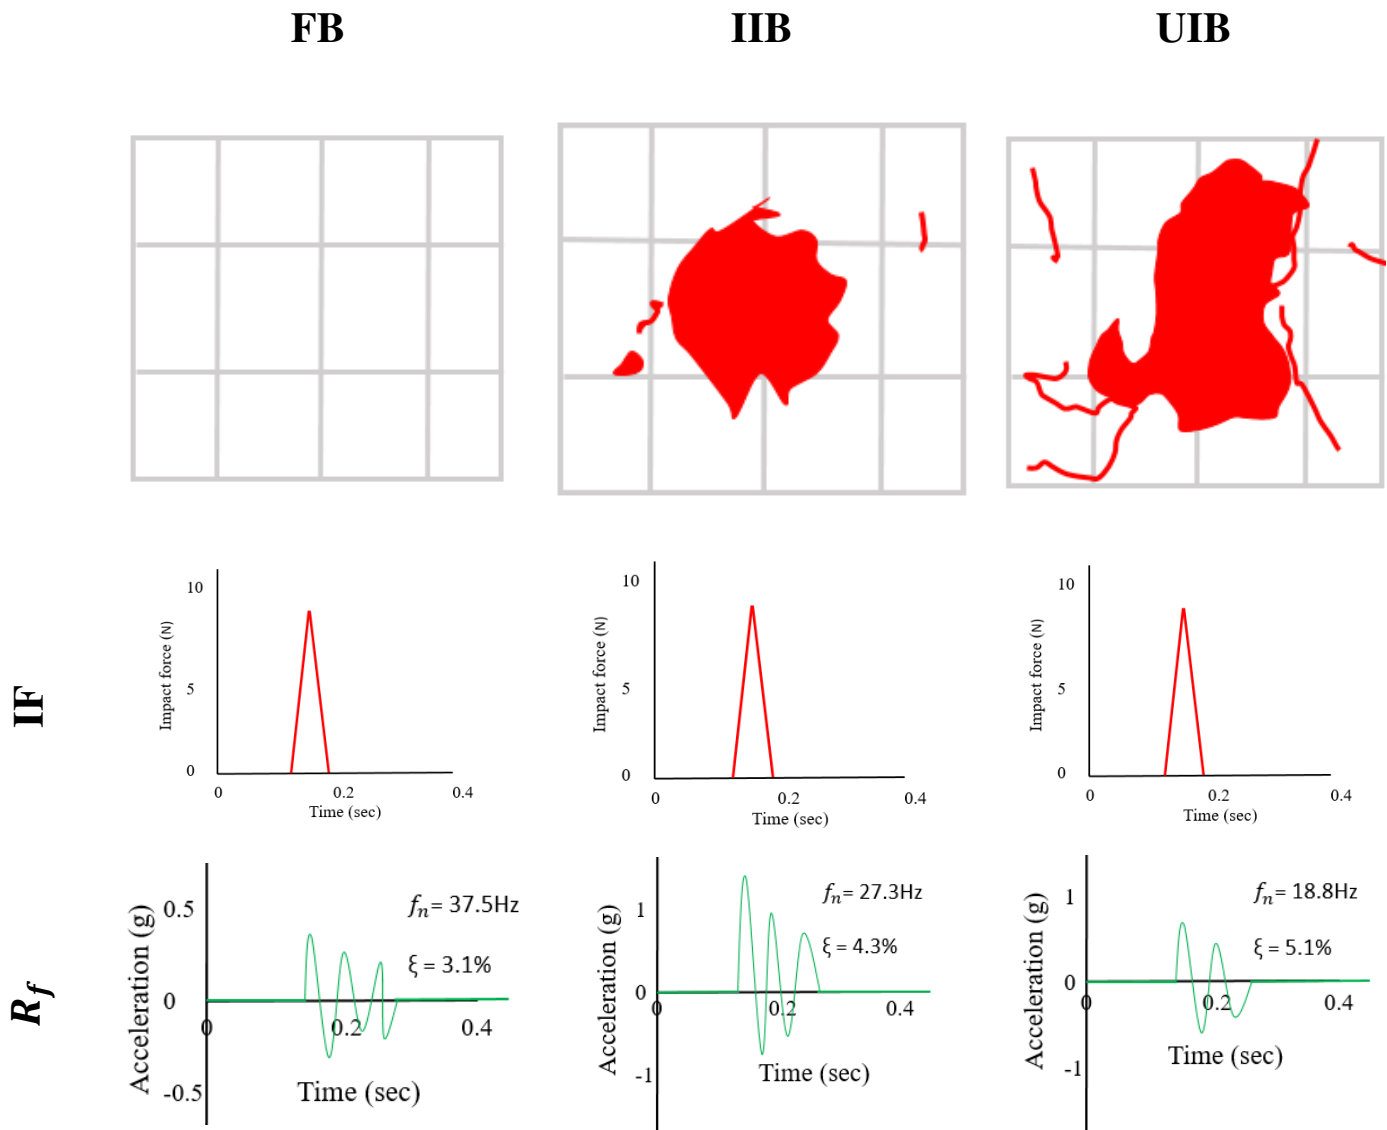 FB
IIB
UIB
IF
10
5
0
Impact force (N)
0
0.2
0.4
Time (sec)
10
5
0
Impact force (N)
0
0.2
0.4
Time (sec)
10
5
0
Impact force (N)
0
0.2
0.4
Time (sec)
Rf
Acceleration (g)
0.5
0
-0.5
0
0.2
0.4
Time (sec)
fn= 37.5Hz
ξ = 3.1%
Acceleration (g)
1
0
-1
0
0.2
0.4
Time (sec)
fn= 27.3Hz
ξ = 4.3%
Acceleration (g)
1
0
-1
0
0.2
0.4
Time (sec)
fn= 18.8Hz
ξ = 5.1%